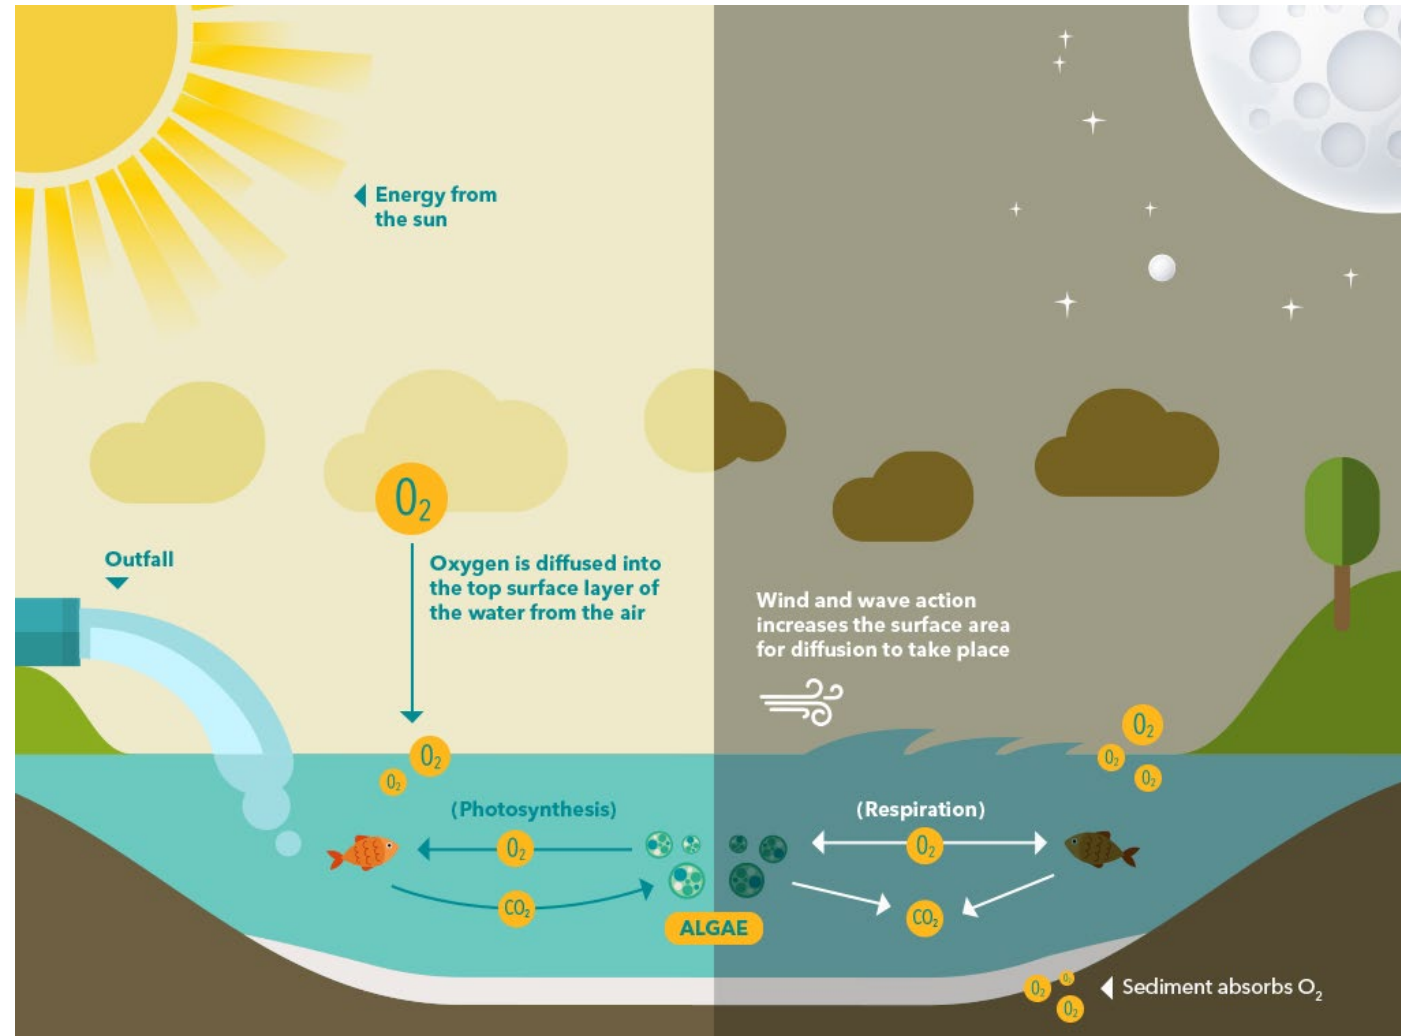 Energy from
the sun
O₂
Outfall
Oxygen is diffused into
the top surface layer of
the water from the air
Wind and wave action
increases the surface area
for diffusion to take place
O₂
O₂
O₂
O₂
O₂
(Photosynthesis)
(Respiration)
O₂
O₂
CO₂
CO₂
ALGAE
O₂
O₂
O₂
Sediment absorbs O₂